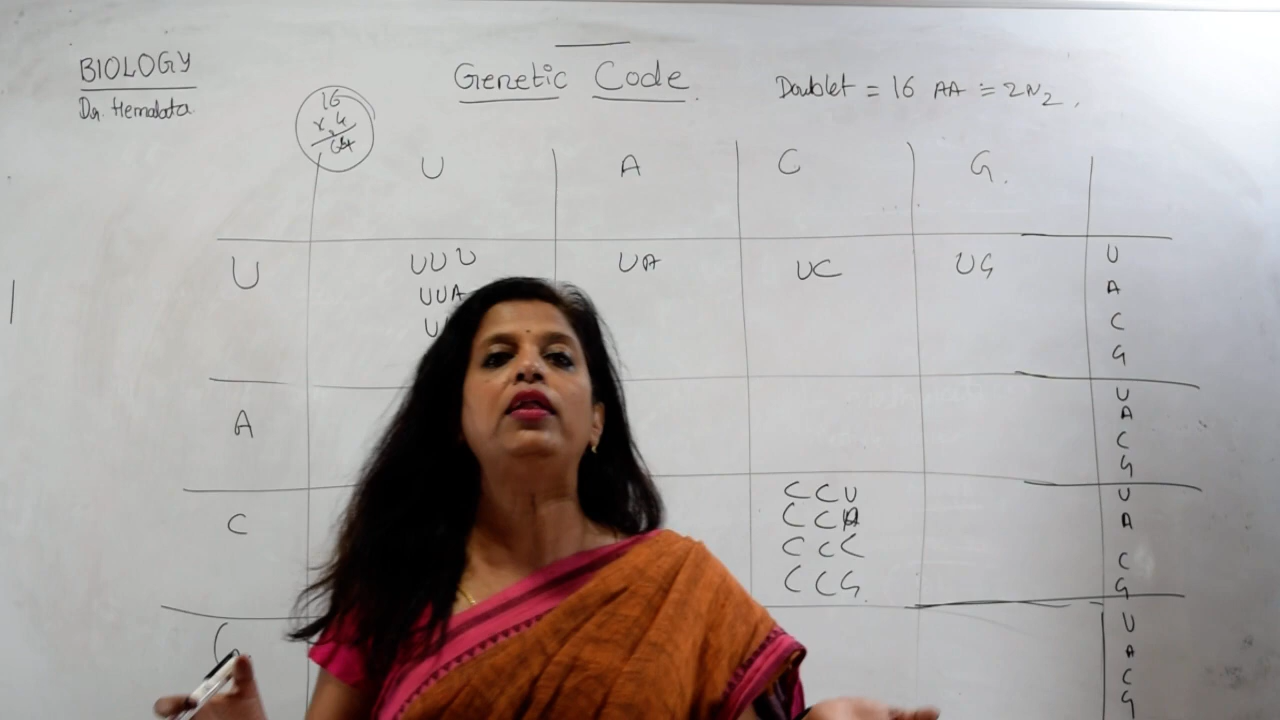 BIOLOGY
Dr. Hemalata
16
x 4
64
Genetic Code
Doublet = 16 AA = 2N2
U A C G
U UUU UA UC UG U
UUA A
U C
G
A U
A
C
G
C CCU U
CCA A
CCC C
CCG G
U
A
C
G